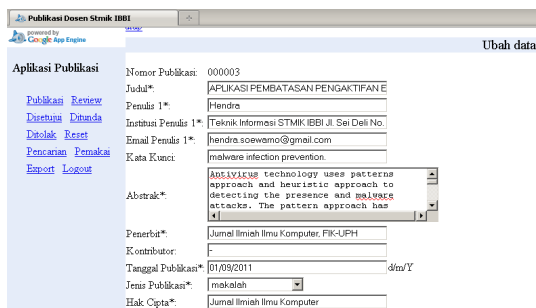 Publikasi Dosen Stmik IBBI
powered by
Google App Engine
Ubah data
Aplikasi Publikasi
Publikasi Review
Disetujui Ditunda
Ditolak Reset
Pencarian Pemakai
Export Logout
Nomor Publikasi: 000003
Judul*: APLIKASI PEMBATASAN PENGAKTIFAN E
Penulis 1*: Hendra
Institusi Penulis 1*: Teknik Informasi STMIK IBBI Jl. Sei Deli No.
Email Penulis 1*: hendra.soewarno@gmail.com
Kata Kunci: malware infection prevention.
Abstrak*: Antivirus technology uses patterns
approach and heuristic approach to
detecting the presence and malware
attacks. The pattern approach has
Penerbit*: Jurnal Ilmiah Ilmu Komputer, FIK-UPH
Kontributor: -
Tanggal Publikasi*: 01/09/2011 d/m/Y
Jenis Publikasi*: makalah
Hak Cipta*: Jurnal Ilmiah Ilmu Komputer